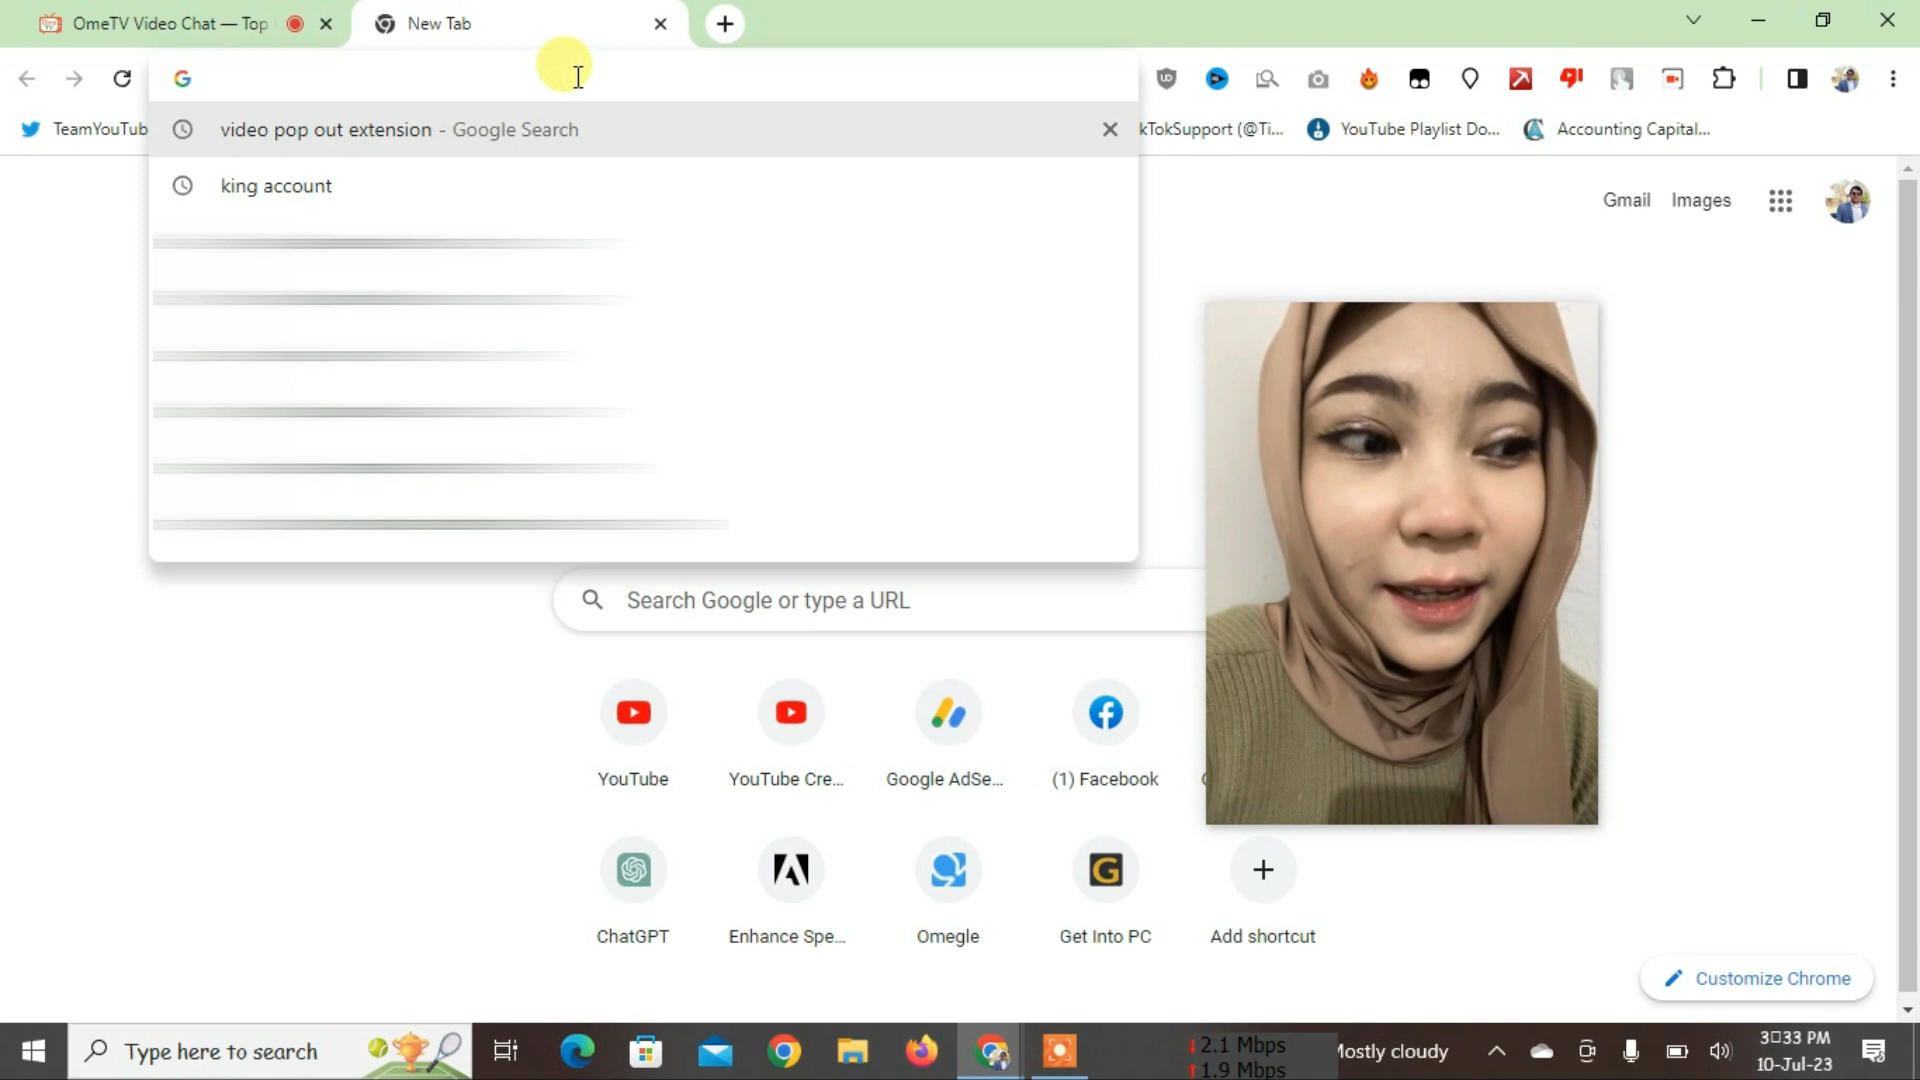 OmeTV Video Chat — Top
New Tab
video pop out extension - Google Search
king account
TeamYouTub
kTokSupport (@Ti...
YouTube Playlist Do...
Accounting Capital...
Gmail
Images
Search Google or type a URL
YouTube
YouTube Cre...
Google AdSe...
(1) Facebook
ChatGPT
Enhance Spe...
Omegle
Get Into PC
Add shortcut
Customize Chrome
Type here to search
2.1 Mbps
1.9 Mbps
Mostly cloudy
3:33 PM
10-Jul-23